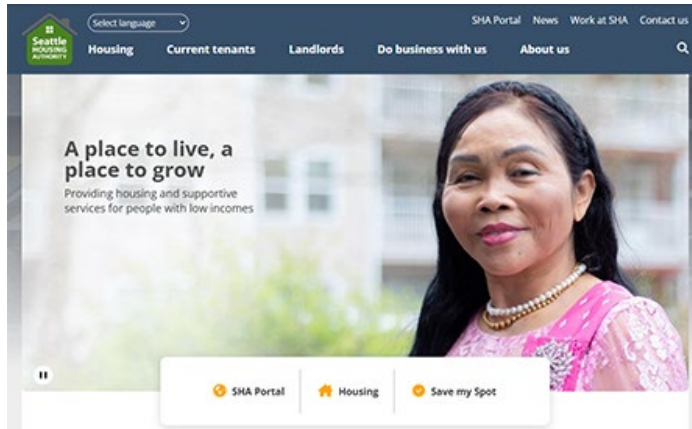 Select language
SHA Portal News Work at SHA Contact us
Seattle
HOUSING
AUTHORITY
Housing Current tenants Landlords Do business with us About us
A place to live, a
place to grow
Providing housing and supportive
services for people with low incomes
SHA Portal Housing Save my Spot